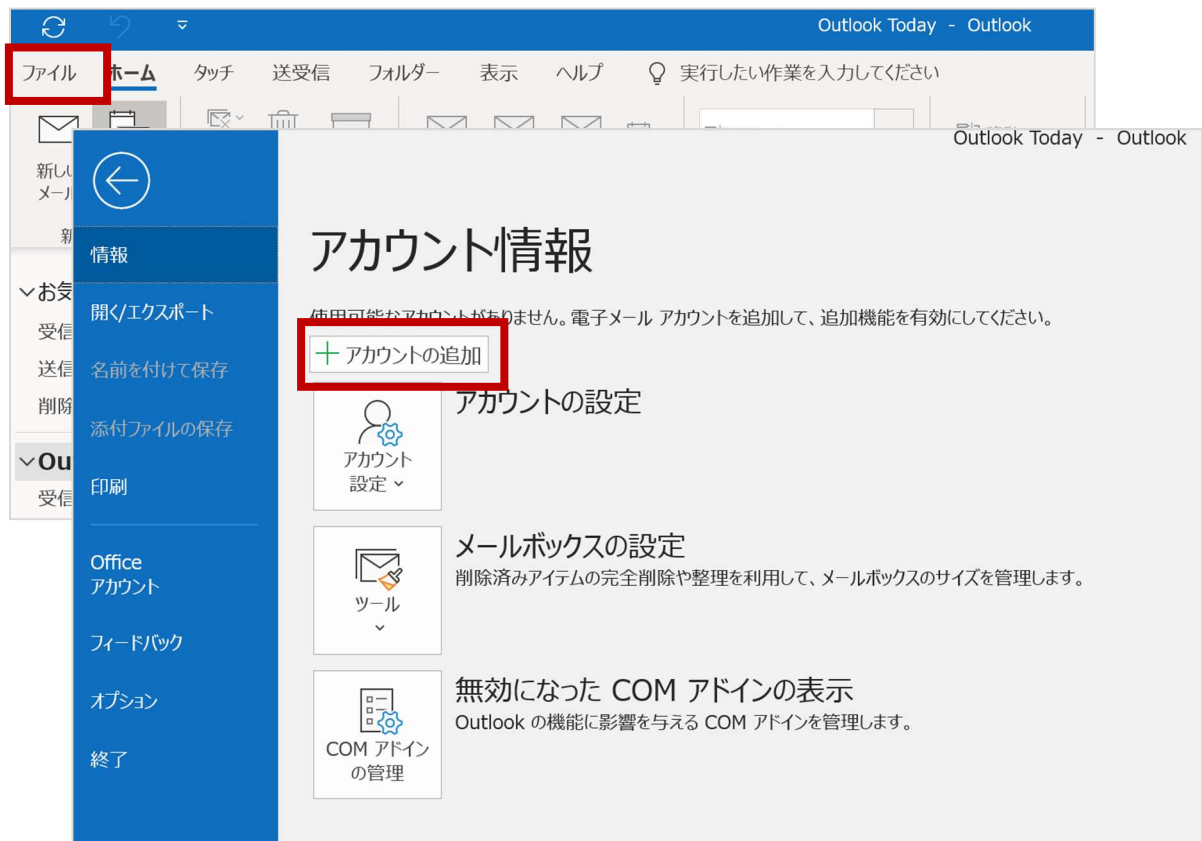 Outlook Today - Outlook
ファイル ホーム タッチ 送受信 フォルダー 表示 ヘルプ 実行したい作業を入力してください
Outlook Today - Outlook
アカウント情報
情報
開く/エクスポート
使用可能なアカウントがありません。電子メール アカウントを追加して、追加機能を有効にしてください。
アカウントの追加
名前を付けて保存
アカウントの設定
添付ファイルの保存
アカウント
設定
印刷
メールボックスの設定
削除済みアイテムの完全削除や整理を利用して、メールボックスのサイズを管理します。
ツール
Office
アカウント
フィードバック
無効になった COM アドインの表示
Outlook の機能に影響を与える COM アドインを管理します。
COM アドイン
の管理
オプション
終了